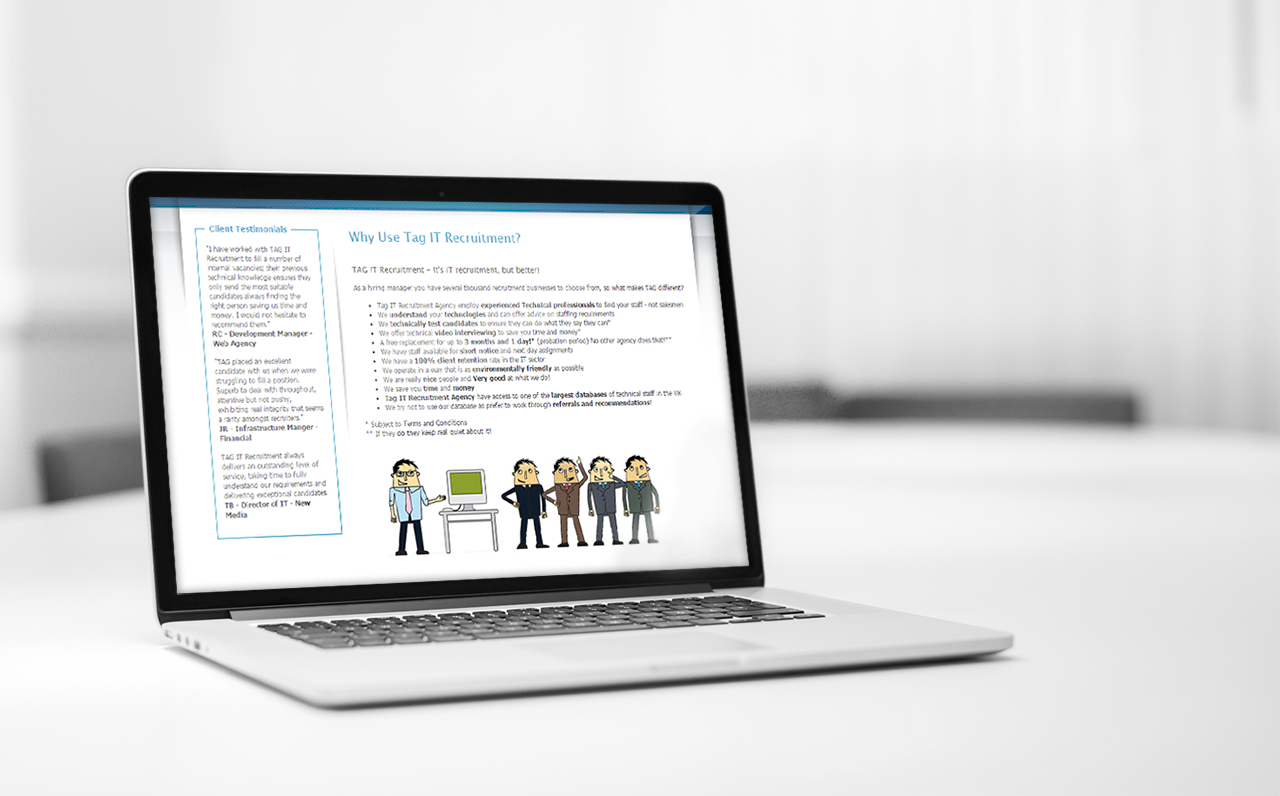 Client Testimonials
"I have worked with TAG IT
Recruitment to fill a number of
internal vacancies; their previous
technical knowledge ensures they
only send the most suitable
candidates always finding the
right person saving us time and
money. I would not hesitate to
recommend them."
RC - Development Manager -
Web Agency
"TAG placed an excellent
candidate with us when we were
struggling to fill a position.
Superb to deal with throughout,
attentive but not pushy,
exhibiting real integrity that seems
a rarity amongst recruiters."
JR - Infrastructure Manger -
Financial
TAG IT Recruitment always
delivers an outstanding level of
service, taking time to fully
understand our requirements and
delivering exceptional candidates
TB - Director of IT - New
Media
Why Use Tag IT Recruitment?
TAG IT Recruitment – It's IT recruitment, but better!
As a hiring manager you have several thousand recruitment businesses to choose from, so what makes TAG different?
• Tag IT Recruitment Agency employ experienced Technical professionals to find your staff - not salesmen
• We understand your technologies and can offer advice on staffing requirements
• We technically test candidates to ensure they can do what they say they can*
• We offer technical video interviewing to save you time and money*
• A free replacement for up to 3 months and 1 day!* (probation period) No other agency does that!**
• We have staff available for short notice and next day assignments
• We have a 100% client retention rate in the IT sector
• We operate in a way that is as environmentally friendly as possible
• We are really nice people and Very good at what we do!
• We save you time and money
• Tag IT Recruitment Agency have access to one of the largest databases of technical staff in the UK
• We try not to use our database as prefer to work through referrals and recommendations!
* Subject to Terms and Conditions
** If they do they keep real quiet about it!